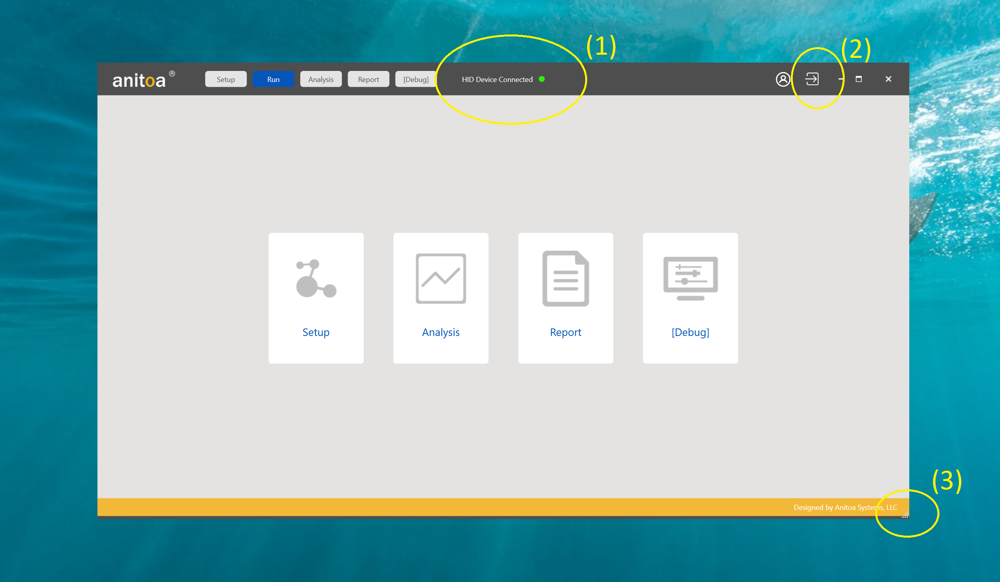 (1)
(2)
anitoa ®
Setup Run Analysis Report [Debug] HID Device Connected
Setup Analysis Report [Debug]
(3)
Designed by Anitoa Systems, LLC